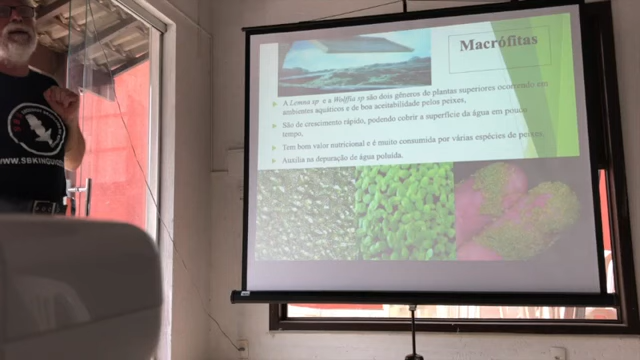 Macrófitas
A Lemna sp e a Wolffia sp são dois gêneros de plantas superiores ocorrendo em
ambientes aquáticos e de boa aceitabilidade pelos peixes,
São de crescimento rápido, podendo cobrir a superfície da água em pouco
tempo,
Tem bom valor nutricional e é muito consumida por várias espécies de peixes.
Auxilia na depuração de água poluída.